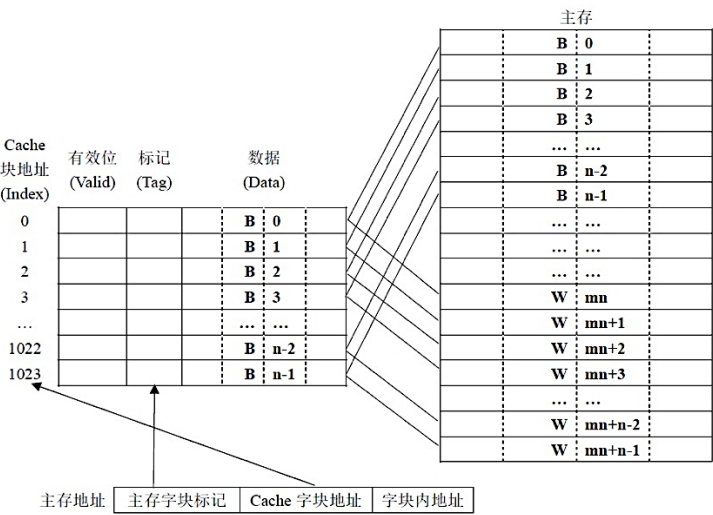 主存
B 0
B 1
B 2
B 3
... ...
B n-2
B n-1
... ...
... ...
... ...
W mn
W mn+1
W mn+2
W mn+3
... ...
W mn+n-2
W mn+n-1
Cache
块地址
(Index)
有效位
(Valid)
标记
(Tag)
数据
(Data)
0 B 0
1 B 1
2 B 2
3 B 3
... ... ...
1022 B n-2
1023 B n-1
主存地址 主存字块标记 Cache 字块地址 字块内地址